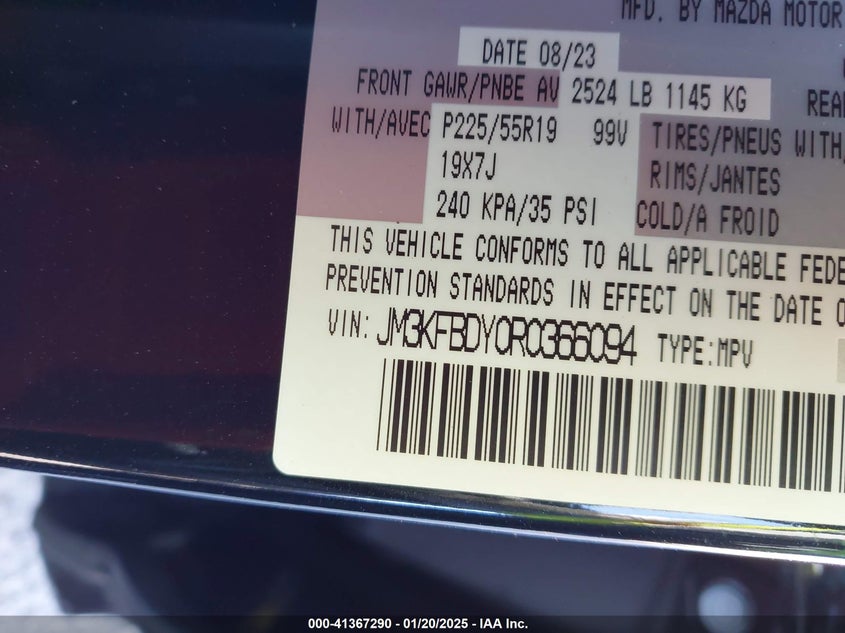 MFD. BY MAZDA MOTOR
DATE 08/23
FRONT GAWR/PNBE AV 2524 LB 1145 KG
WITH/AVEC P225/55R19 99V TIRES/PNEUS WITH/
19X7J RIMS/JANTES
240 KPA/35 PSI COLD/A FROID
THIS VEHICLE CONFORMS TO ALL APPLICABLE FEDE
PREVENTION STANDARDS IN EFFECT ON THE DATE O
VIN: JM3KFBDY0R0366094 TYPE:MPV
000-41367290 - 01/20/2025 - IAA Inc.